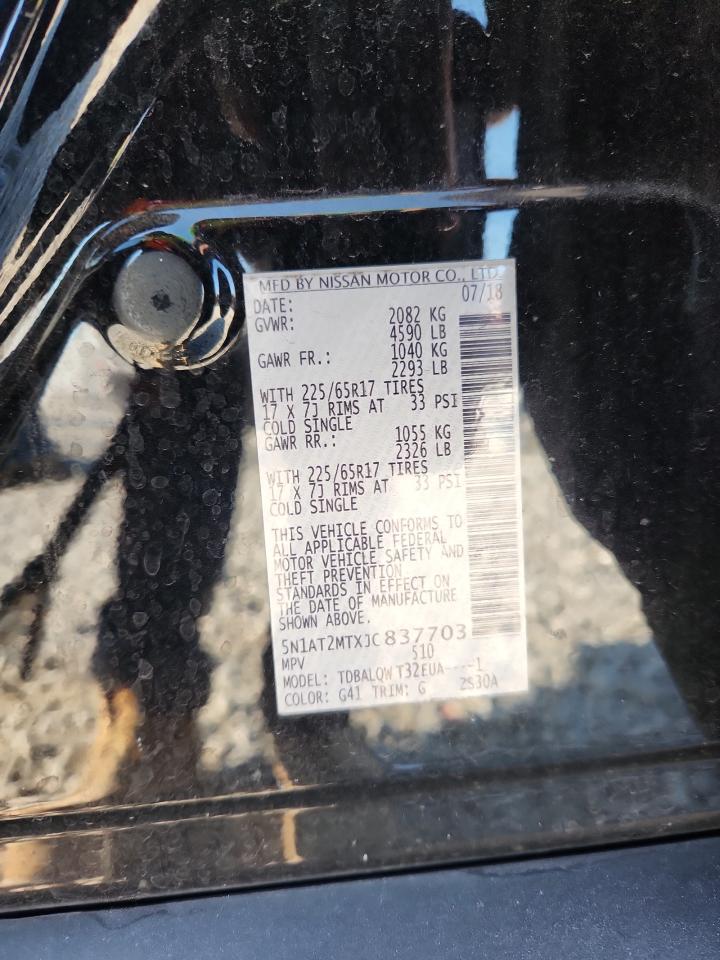 MFD BY NISSAN MOTOR CO., LTD
DATE: 07/18
GVWR: 2082 KG
4590 LB
GAWR FR.: 1040 KG
2293 LB
WITH 225/65R17 TIRES
17 X 7J RIMS AT 33 PSI
COLD SINGLE
GAWR RR.: 1055 KG
2326 LB
WITH 225/65R17 TIRES
17 X 7J RIMS AT 33 PSI
COLD SINGLE
THIS VEHICLE CONFORMS TO
ALL APPLICABLE FEDERAL
MOTOR VEHICLE SAFETY AND
THEFT PREVENTION
STANDARDS IN EFFECT ON
THE DATE OF MANUFACTURE
SHOWN ABOVE.
5N1AT2MTXJC837703
MPV 510
MODEL: TDBALQW T32EUA----1
COLOR: G41 TRIM: G 2S30A